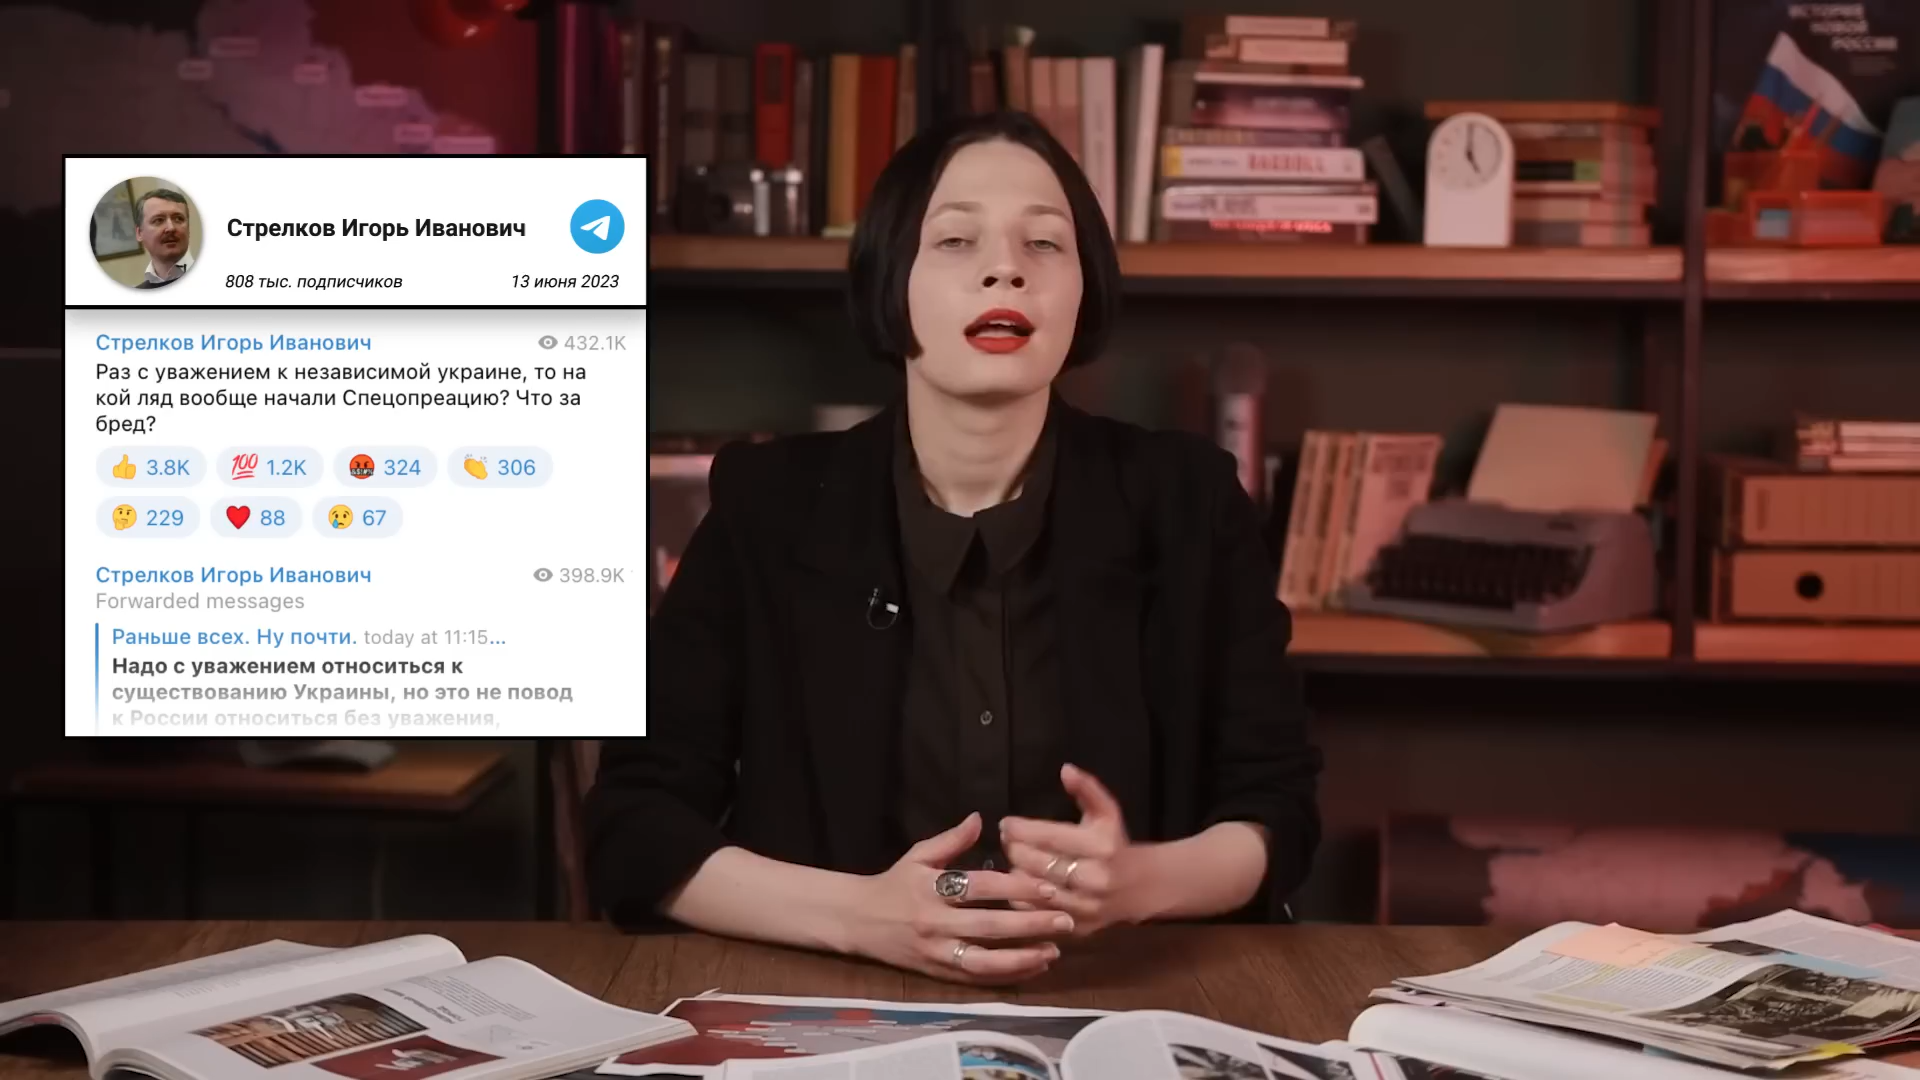 Стрелков Игорь Иванович
808 тыс. подписчиков
13 июня 2023
Стрелков Игорь Иванович
432.1K
Раз с уважением к независимой украине, то на
кой ляд вообще начали Спецопреацию? Что за
бред?
3.8K 1.2K 324 306
229 88 67
Стрелков Игорь Иванович
398.9K
Forwarded messages
Раньше всех. Ну почти. today at 11:15...
Надо с уважением относиться к
существованию Украины, но это не повод
к России относиться без уважения,
ИСТОРИЯ
НОВОЙ
РОССИИ